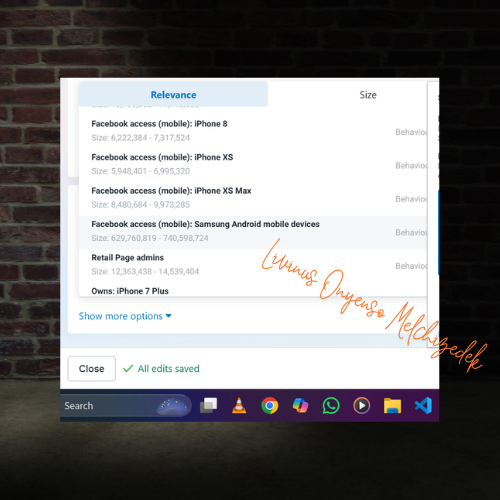 Relevance
Size
Facebook access (mobile): iPhone 8
Size: 6,222,384 - 7,317,524
Behavio
Facebook access (mobile): iPhone XS
Size: 5,948,401 - 6,995,320
Behavio
Facebook access (mobile): iPhone XS Max
Size: 8,480,684 - 9,973,285
Behavio
Facebook access (mobile): Samsung Android mobile devices
Size: 629,760,819 - 740,598,724
Behavio
Retail Page admins
Size: 12,363,438 - 14,539,404
Behavio
Owns: iPhone 7 Plus
Livinus Onyenso Melchizedek
Show more options
Close
All edits saved
Search